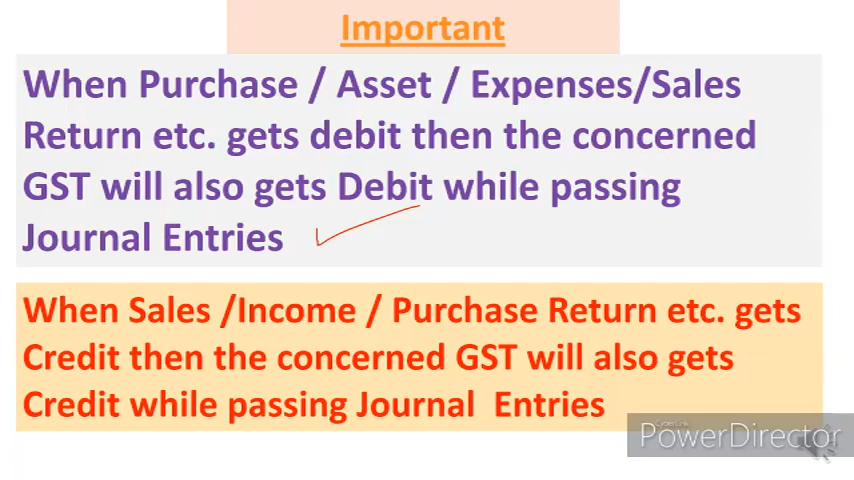 Important
When Purchase / Asset / Expenses/Sales
Return etc. gets debit then the concerned
GST will also gets Debit while passing
Journal Entries
When Sales /Income / Purchase Return etc. gets
Credit then the concerned GST will also gets
Credit while passing Journal Entries
CyberLink
PowerDirector